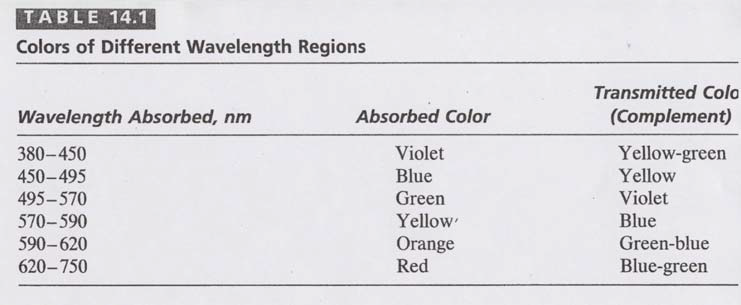 TABLE 14.1
Colors of Different Wavelength Regions
Transmitted Colo
Wavelength Absorbed, nm Absorbed Color (Complement)
380–450 Violet Yellow-green
450–495 Blue Yellow
495–570 Green Violet
570–590 Yellow Blue
590–620 Orange Green-blue
620–750 Red Blue-green